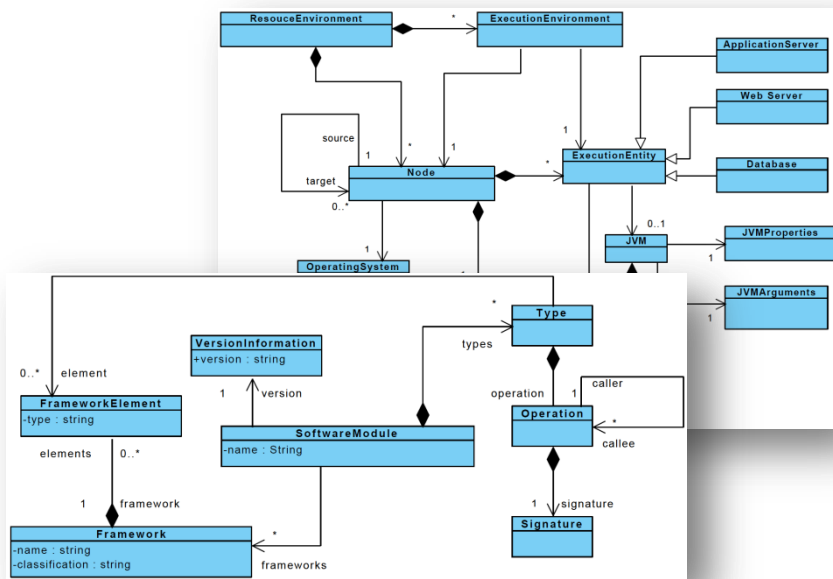 ResouceEnvironment
*
ExecutionEnvironment
ApplicationServer
Web Server
source
*
1
1
1
ExecutionEntity
Database
Node
*
target
0..*
0..1
1
JVM
JVMProperties
1
OperatingSystem
JVMArguments
1
*
Type
types
VersionInformation
+version : string
0..*
element
1
version
operation
1
caller
FrameworkElement
-type : string
Operation
*
callee
SoftwareModule
-name : String
elements
0..*
1
framework
1
signature
Signature
Framework
-name : string
-classification : string
*
frameworks